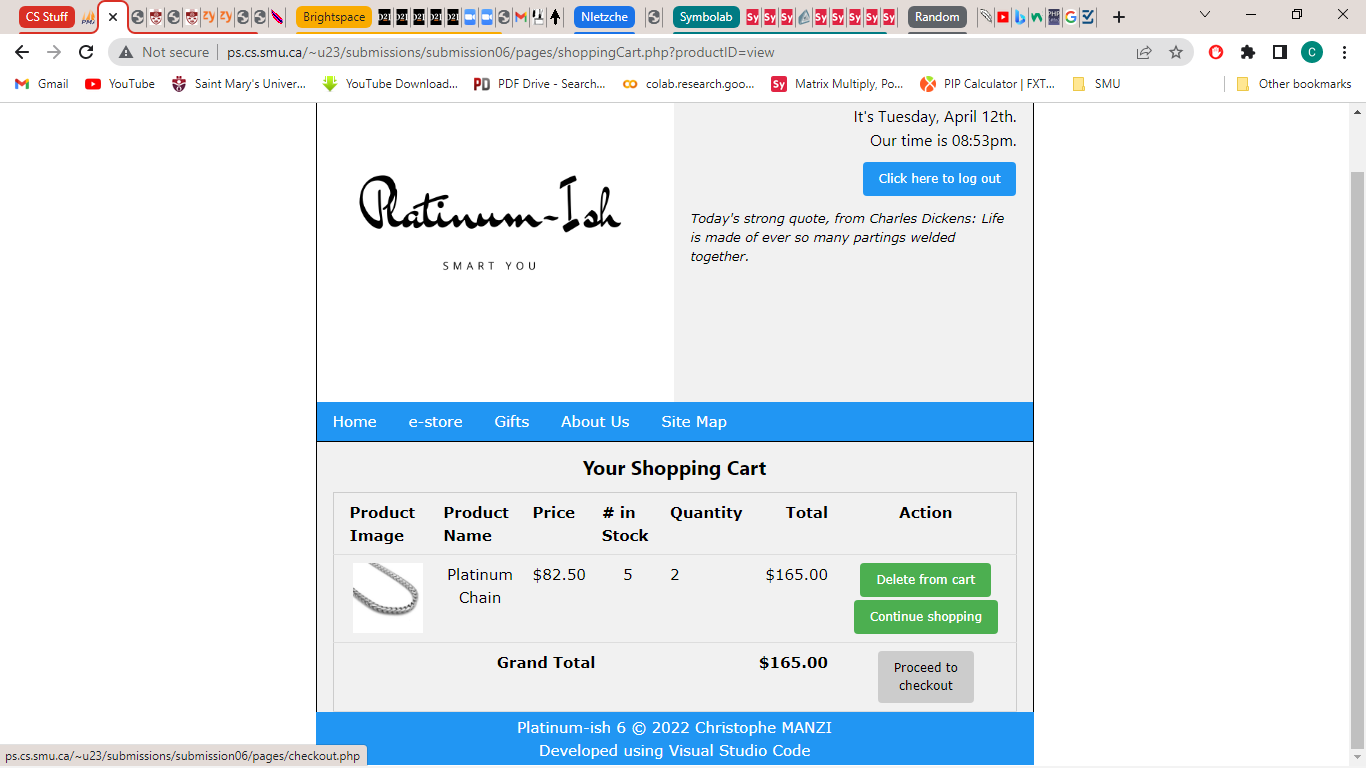 CS Stuff
Brightspace
NIetzche
Symbolab
Random
Not secure
ps.cs.smu.ca/~u23/submissions/submission06/pages/shoppingCart.php?productID=view
C
Gmail
YouTube
Saint Mary's Univer...
YouTube Download...
PDF Drive - Search...
colab.research.goo...
Matrix Multiply, Po...
PIP Calculator | FXT...
SMU
Other bookmarks
It's Tuesday, April 12th.
Our time is 08:53pm.
Click here to log out
Platinum-Ish
SMART YOU
Today's strong quote, from Charles Dickens: Life
is made of ever so many partings welded
together.
Home e-store Gifts About Us Site Map
Your Shopping Cart
Product Image
Product Name
Price
# in Stock
Quantity
Total
Action
Platinum Chain
$82.50
5
2
$165.00
Delete from cart
Continue shopping
Grand Total
$165.00
Proceed to
checkout
Platinum-ish 6 © 2022 Christophe MANZI
Developed using Visual Studio Code
ps.cs.smu.ca/~u23/submissions/submission06/pages/checkout.php